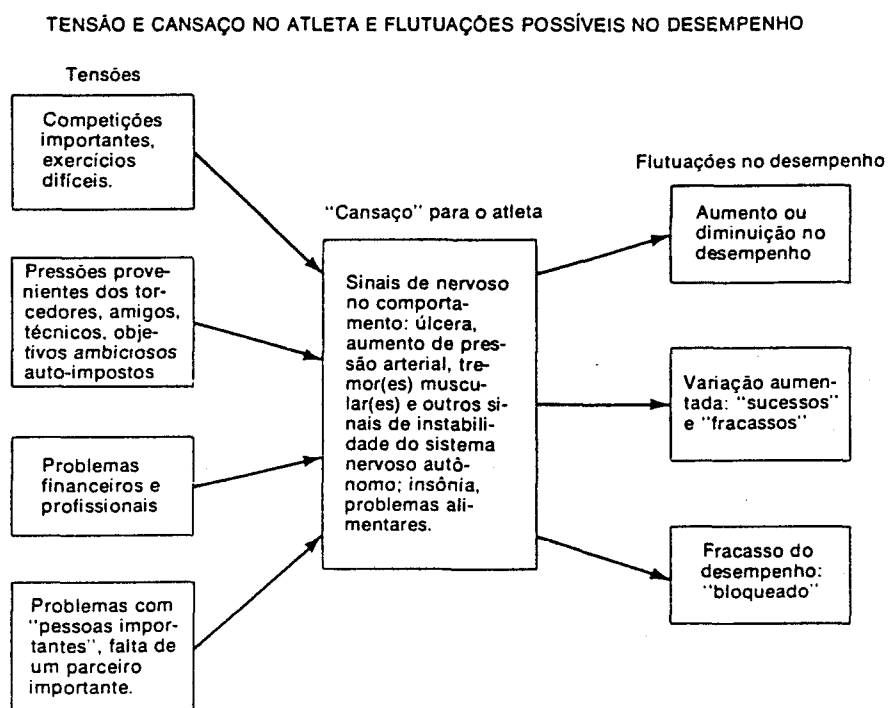 TENSÃO E CANSAÇO NO ATLETA E FLUTUAÇÕES POSSÍVEIS NO DESEMPENHO
Tensões
Competições
importantes,
exercícios
difíceis.
Pressões prove-
nientes dos tor-
cedores, amigos,
técnicos, obje-
tivos ambiciosos
auto-impostos
Problemas
financeiros e
profissionais
Problemas com
"pessoas impor-
tantes", falta de
um parceiro
importante.
"Cansaço" para o atleta
Sinais de nervoso
no comporta-
mento: úlcera,
aumento de pres-
são arterial, tre-
mor(es) muscu-
lar(es) e outros si-
nais de instabili-
dade do sistema
nervoso autô-
nomo; insônia,
problemas ali-
mentares.
Flutuações no desempenho
Aumento ou
diminuição no
desempenho
Variação aumen-
tada: "sucessos"
e "fracassos"
Fracasso do
desempenho:
"bloqueado"